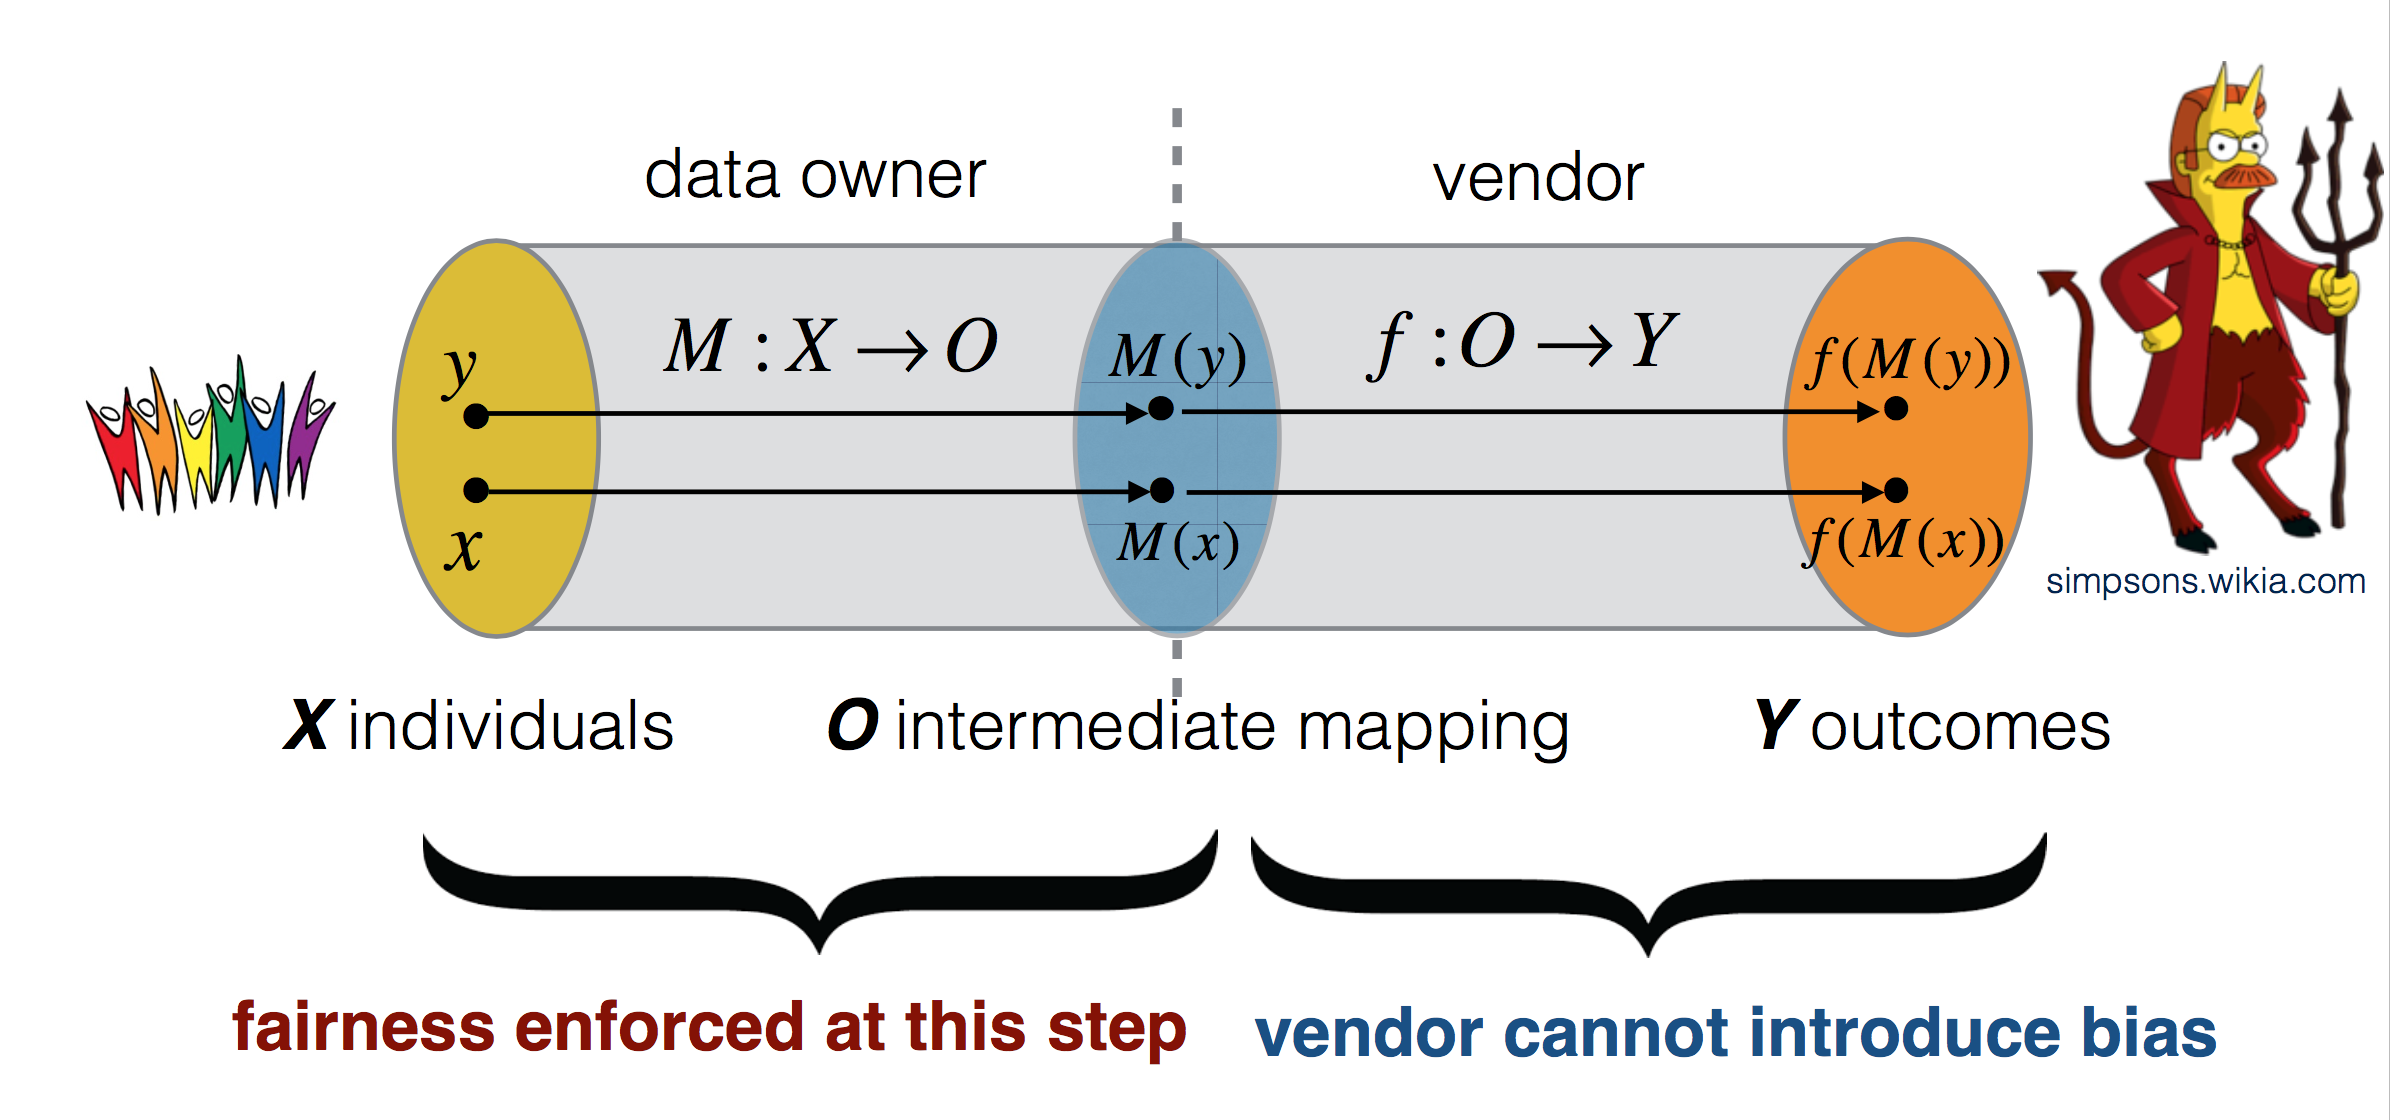 data owner
vendor
M : X → O
f : O → Y
y
M(y)
f(M(y))
x
M(x)
f(M(x))
simpsons.wikia.com
X individuals
O intermediate mapping
Y outcomes
fairness enforced at this step
vendor cannot introduce bias